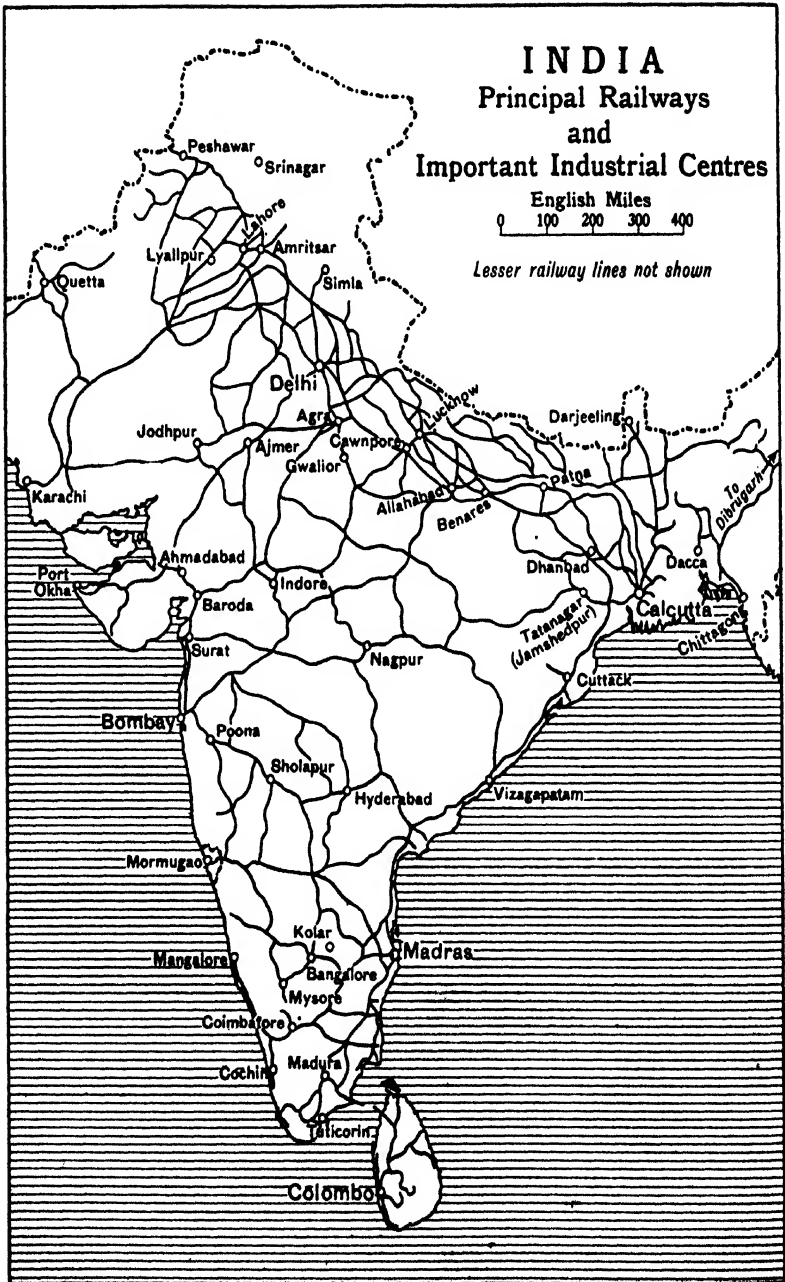 INDIA
Principal Railways
and
Important Industrial Centres
English Miles
0 100 200 300 400
Lesser railway lines not shown
Peshawar
Srinagar
Lahore
Lyallpur
Amritsar
Quetta
Simla
Delhi
Agra
Lucknow
Darjeeling
Jodhpur
Ajmer
Cawnpore
Gwalior
Karachi
Allahabad
Benares
Patna
To
Dibrugarh
Ahmadabad
Dhanbad
Dacca
Port
Okha
Indore
Baroda
Calcutta
Tatanagar
(Jamshedpur)
Chittagong
Surat
Nagpur
Cuttack
Bombay
Poona
Sholapur
Hyderabad
Vizagapatam
Mormugao
Kolar
Madras
Mangalore
Bangalore
Mysore
Coimbatore
Madura
Cochin
Tuticorin
Colombo